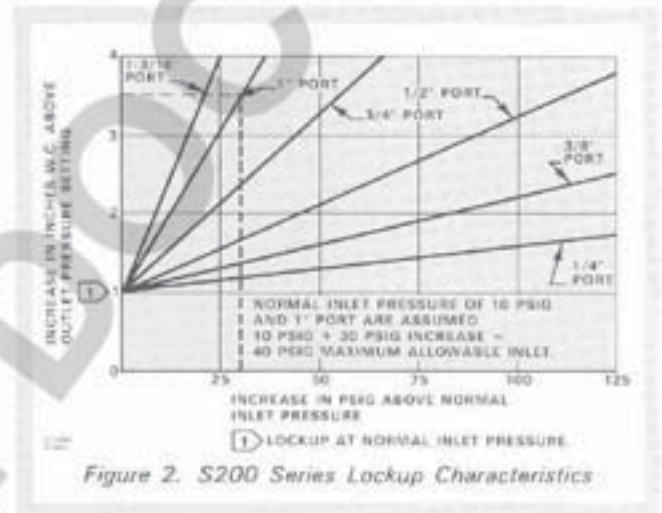 4
1-3/16"
PORT
1" PORT
1/2" PORT
3/4" PORT
3
3/8"
PORT
INCREASE IN INCHES W.C. ABOVE
OUTLET PRESSURE SETTING
2
1/4"
PORT
1
1
NORMAL INLET PRESSURE OF 10 PSIG
AND 1" PORT ARE ASSUMED
10 PSIG + 30 PSIG INCREASE =
40 PSIG MAXIMUM ALLOWABLE INLET.
0
25
50
75
100
125
INCREASE IN PSIG ABOVE NORMAL
INLET PRESSURE
1 LOCKUP AT NORMAL INLET PRESSURE.
Figure 2. S200 Series Lockup Characteristics